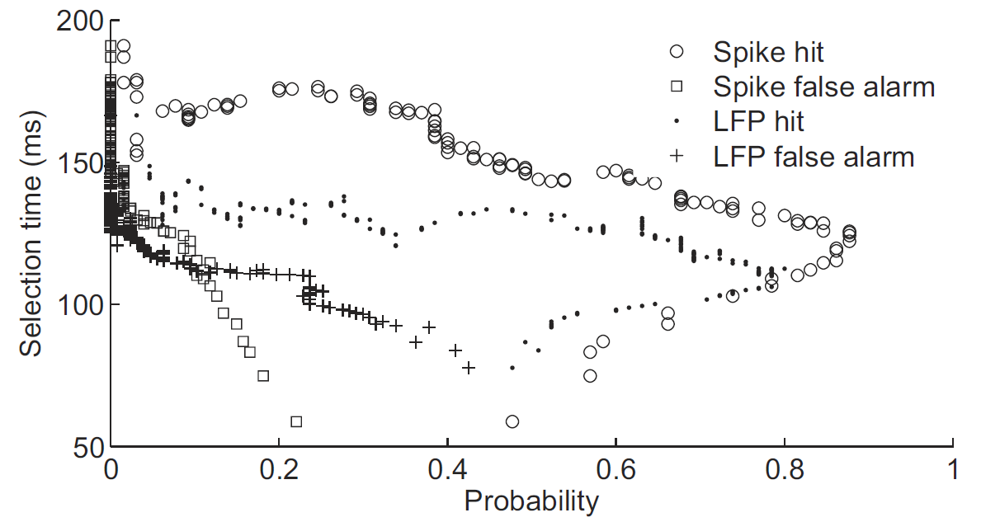 200
150
100
50
Selection time (ms)
Spike hit
Spike false alarm
LFP hit
LFP false alarm
0 0.2 0.4 0.6 0.8 1
Probability